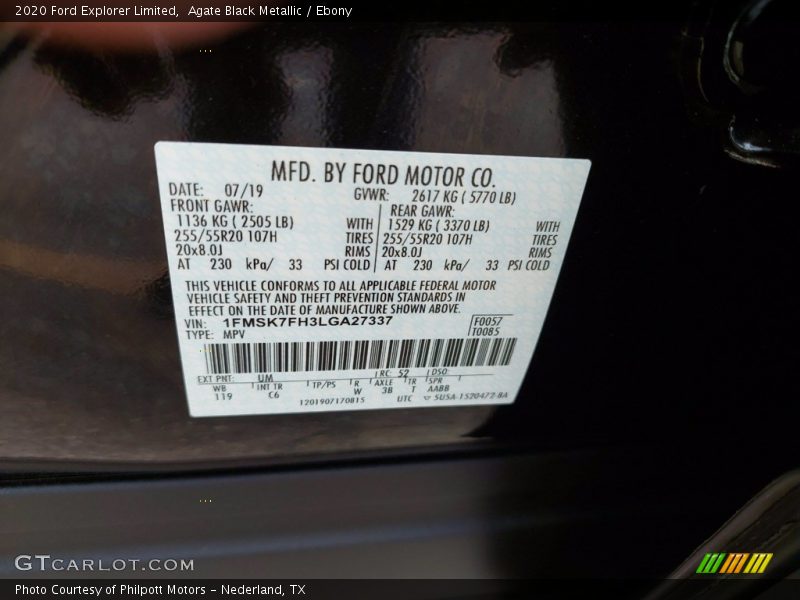 2020 Ford Explorer Limited,  Agate Black Metallic / Ebony
MFD. BY FORD MOTOR CO.
DATE: 07/19 GVWR: 2617 KG ( 5770 LB)
FRONT GAWR: REAR GAWR:
1136 KG ( 2505 LB) WITH 1529 KG ( 3370 LB) WITH
255/55R20 107H TIRES 255/55R20 107H TIRES
20x8.0J RIMS 20x8.0J RIMS
AT 230 kPa/ 33 PSI COLD AT 230 kPa/ 33 PSI COLD
THIS VEHICLE CONFORMS TO ALL APPLICABLE FEDERAL MOTOR
VEHICLE SAFETY AND THEFT PREVENTION STANDARDS IN
EFFECT ON THE DATE OF MANUFACTURE SHOWN ABOVE.
VIN: 1FMSK7FH3LGA27337 F0057
TYPE: MPV T0085
EXT PNT: UM RC: 52 DSO:
WB INT TR TP/PS R AXLE TR SPR
119 C6 W 3B T AABB
1201907170815 UTC ▽ 5USA-1520472-BA
GTCARLOT.COM
Photo Courtesy of Philpott Motors - Nederland, TX